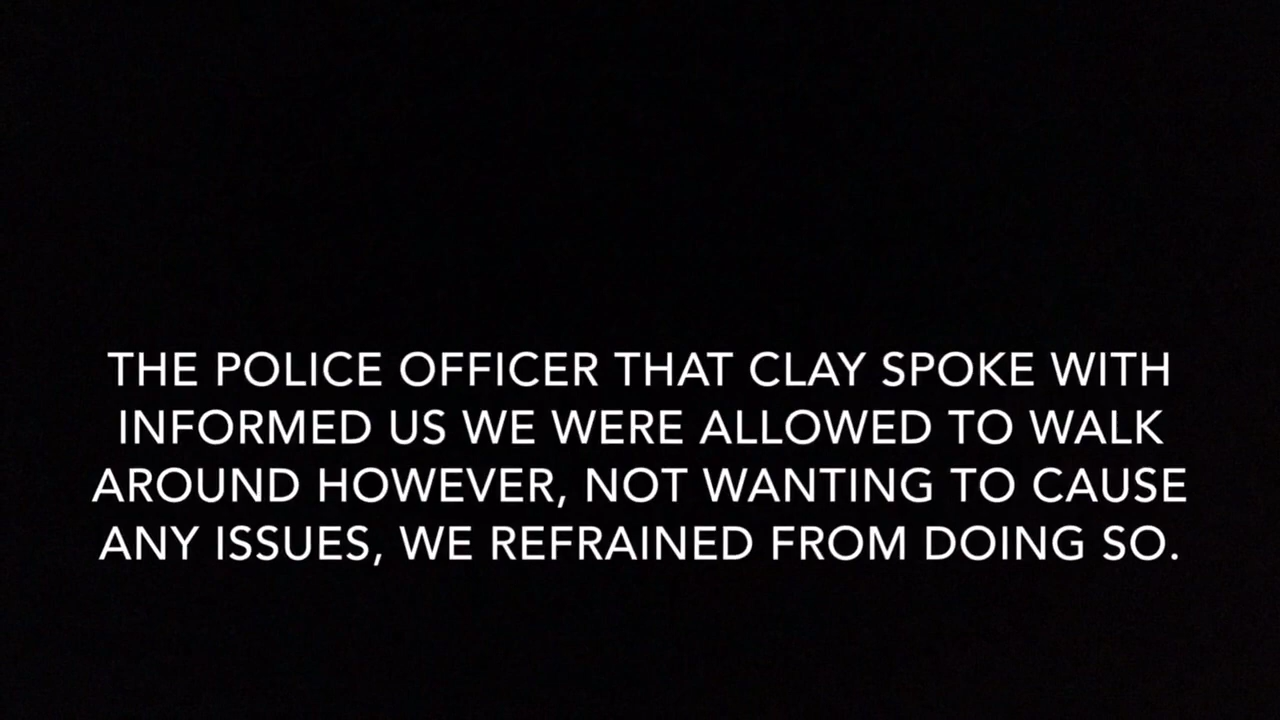 THE POLICE OFFICER THAT CLAY SPOKE WITH
INFORMED US WE WERE ALLOWED TO WALK
AROUND HOWEVER, NOT WANTING TO CAUSE
ANY ISSUES, WE REFRAINED FROM DOING SO.